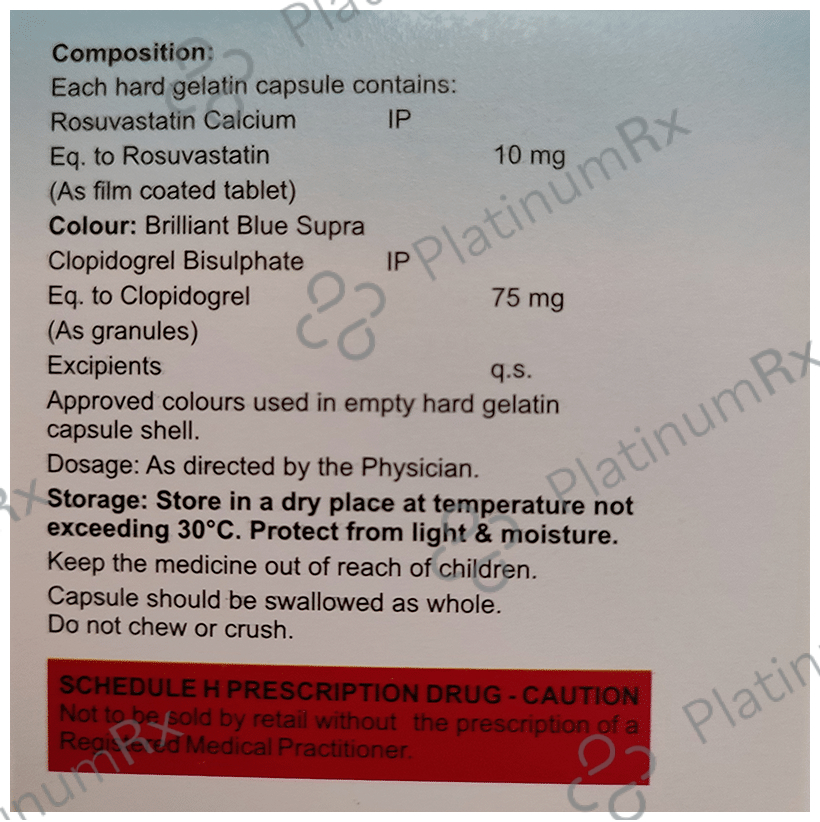 Composition:
Each hard gelatin capsule contains:
Rosuvastatin Calcium IP
Eq. to Rosuvastatin 10 mg
(As film coated tablet)
Colour: Brilliant Blue Supra
Clopidogrel Bisulphate IP
Eq. to Clopidogrel 75 mg
(As granules)
Excipients q.s.
Approved colours used in empty hard gelatin
capsule shell.
Dosage: As directed by the Physician.
Storage: Store in a dry place at temperature not
exceeding 30°C. Protect from light & moisture.
Keep the medicine out of reach of children.
Capsule should be swallowed as whole.
Do not chew or crush.
SCHEDULE H PRESCRIPTION DRUG - CAUTION
Not to be sold by retail without the prescription of a
Registered Medical Practitioner.
PlatinumRx
PlatinumRx
Platin
inumRx
Rx
Pla